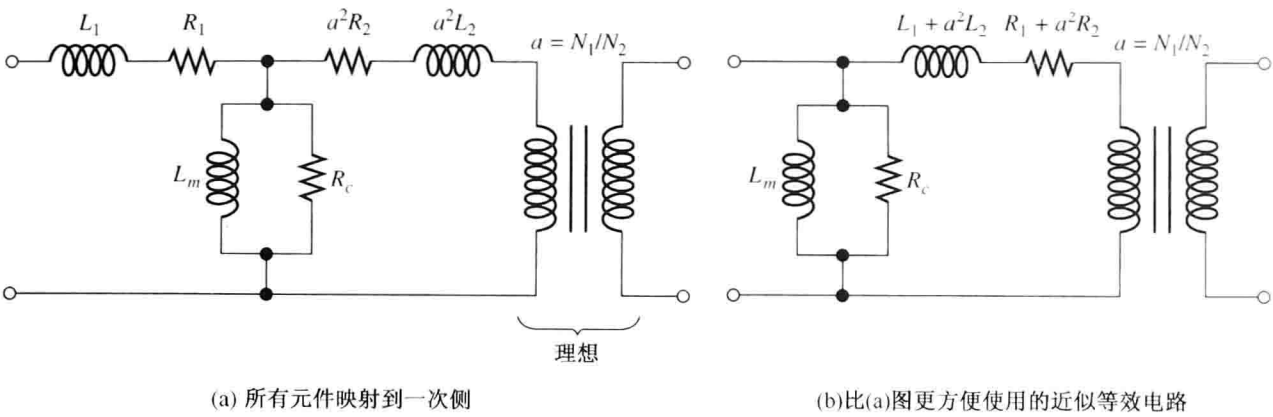 L₁ R₁ a²R₂ a²L₂ a = N₁/N₂
Lₘ R_c
理想
(a) 所有元件映射到一次侧
L₁ + a²L₂ R₁ + a²R₂ a = N₁/N₂
Lₘ R_c
(b)比(a)图更方便使用的近似等效电路